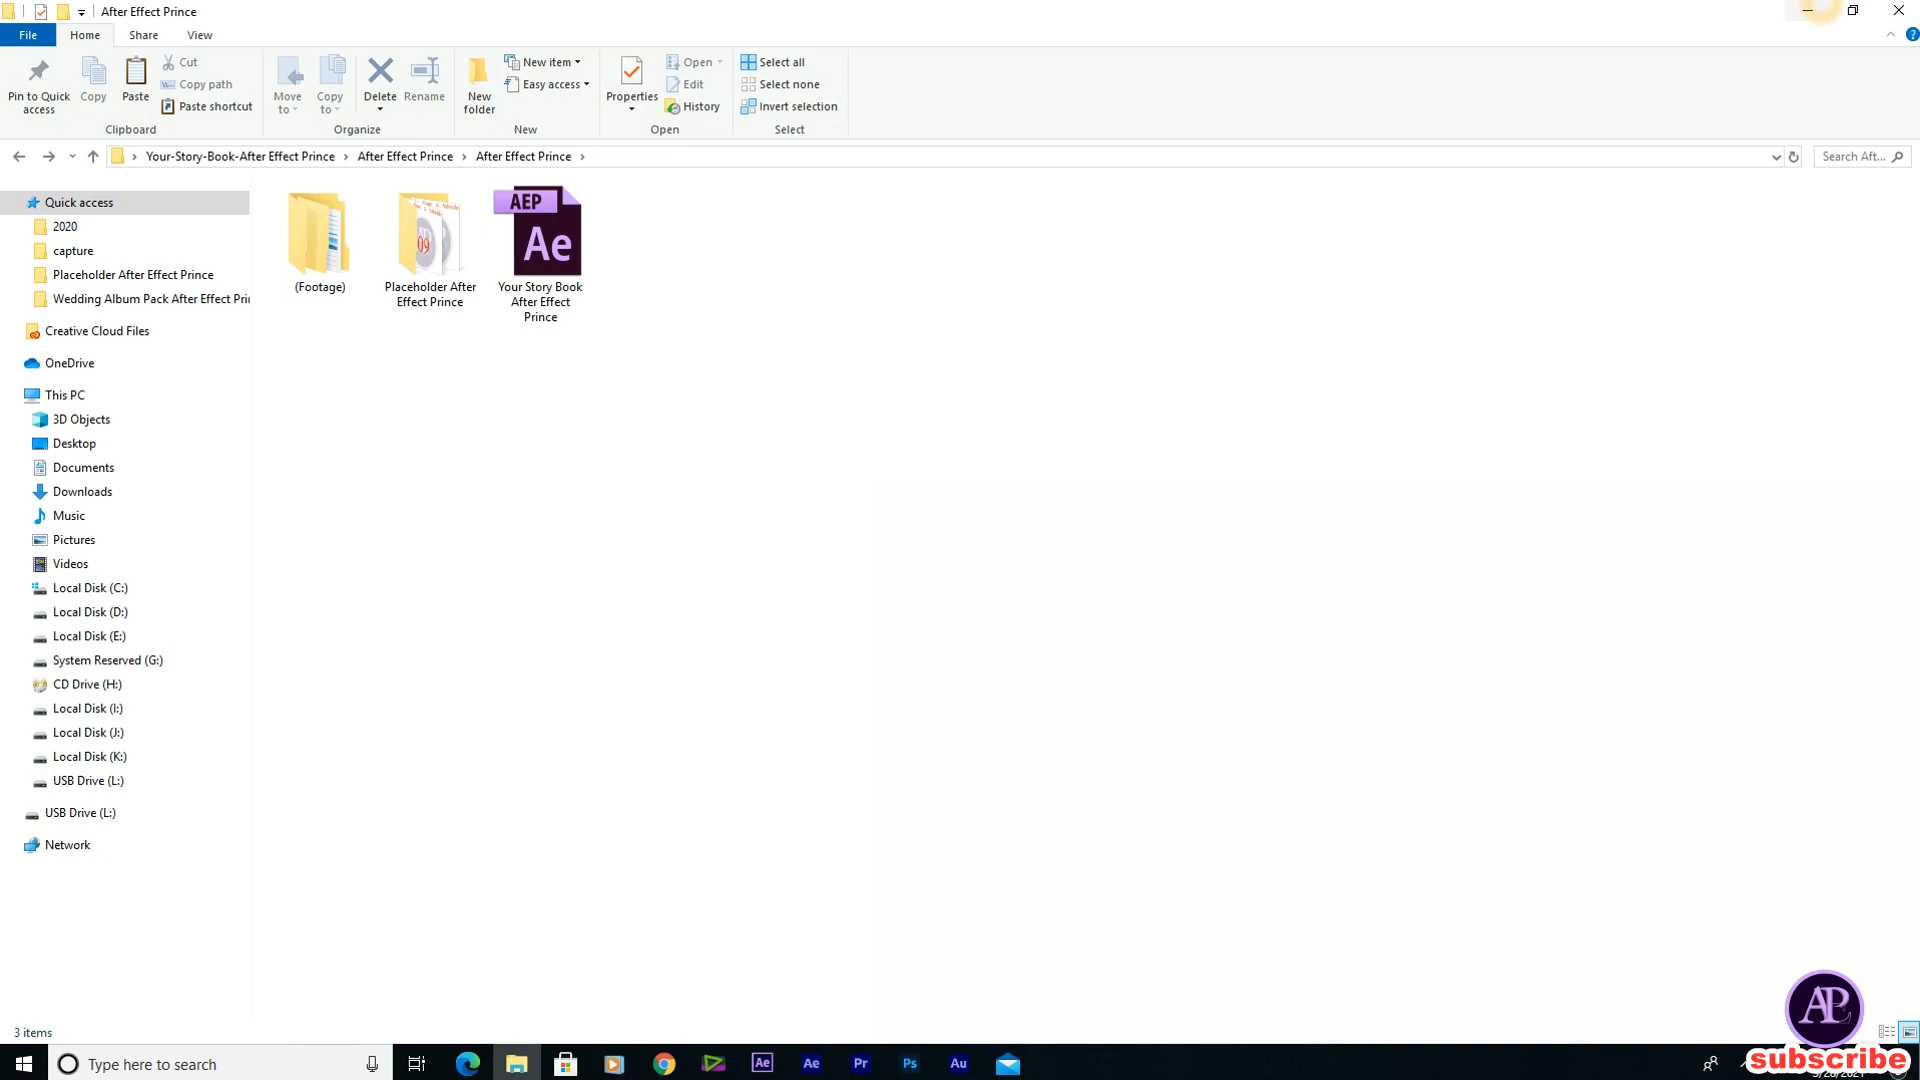 After Effect Prince
File Home Share View
Pin to Quick access
Copy
Paste
Cut
Copy path
Paste shortcut
Clipboard
Move to
Copy to
Delete
Rename
Organize
New folder
New item
Easy access
New
Properties
Open
Edit
History
Open
Select all
Select none
Invert selection
Select
Your-Story-Book-After Effect Prince > After Effect Prince > After Effect Prince >
Search Aft...
Quick access
2020
capture
Placeholder After Effect Prince
Wedding Album Pack After Effect Pri
Creative Cloud Files
OneDrive
This PC
3D Objects
Desktop
Documents
Downloads
Music
Pictures
Videos
Local Disk (C:)
Local Disk (D:)
Local Disk (E:)
System Reserved (G:)
CD Drive (H:)
Local Disk (I:)
Local Disk (J:)
Local Disk (K:)
USB Drive (L:)
USB Drive (L:)
Network
(Footage)
09
Placeholder After
Effect Prince
AEP
Ae
Your Story Book
After Effect
Prince
3 items
Type here to search
Ae
Ae
Pr
Ps
Au
AP
subscribe